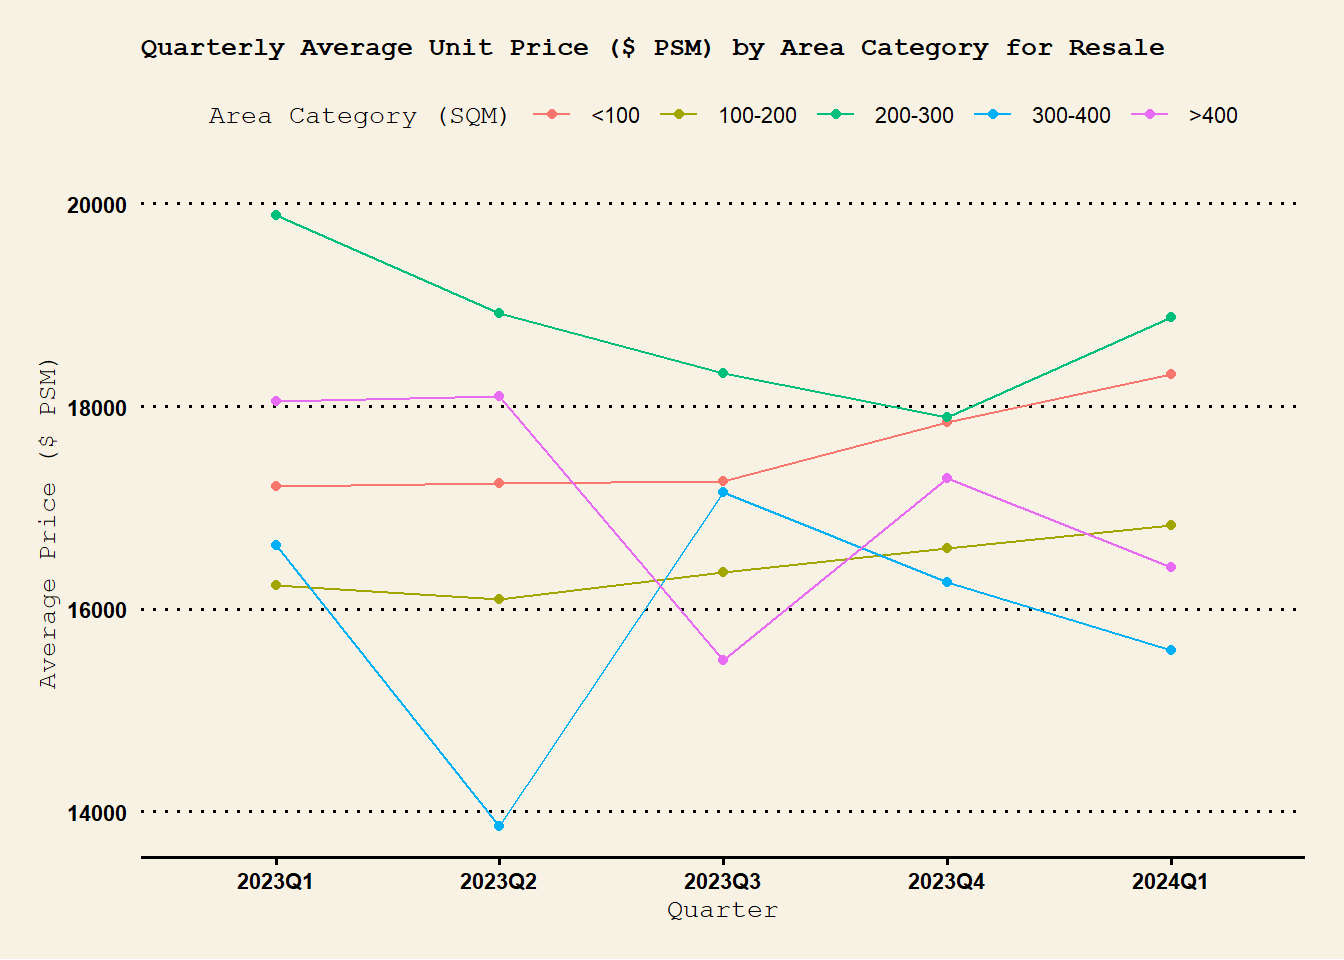 Quarterly Average Unit Price ($ PSM) by Area Category for Resale
Area Category (SQM) <100 100-200 200-300 300-400 >400
Average Price ($ PSM)
20000
18000
16000
14000
2023Q1 2023Q2 2023Q3 2023Q4 2024Q1
Quarter